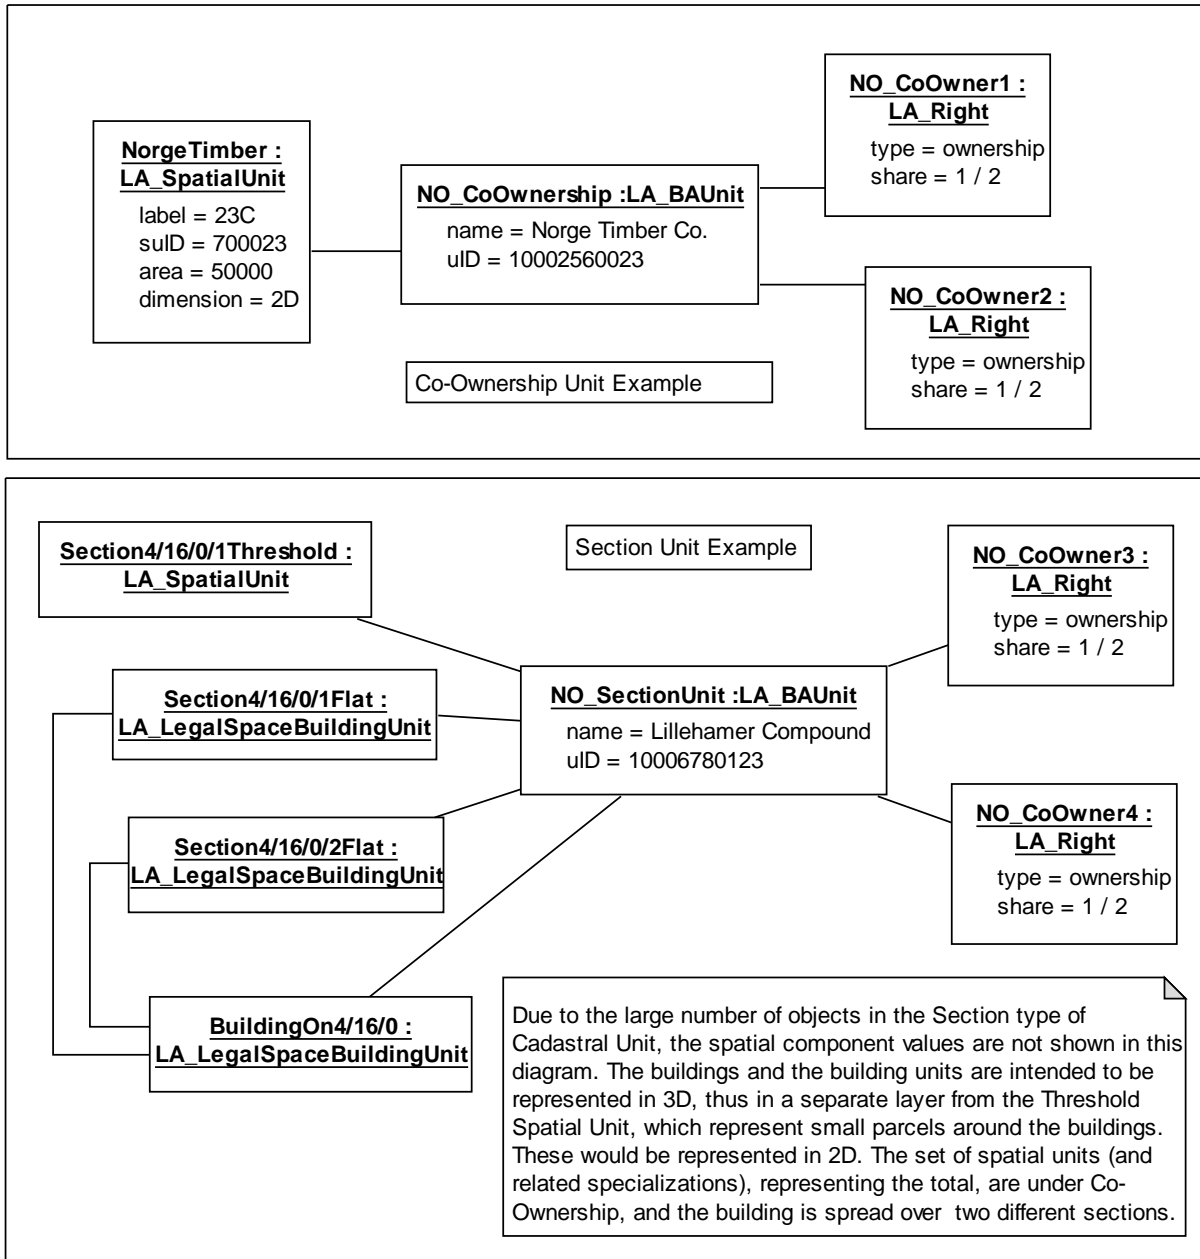 NorgeTimber :
LA_SpatialUnit
label = 23C
suID = 700023
area = 50000
dimension = 2D
NO_CoOwnership :LA_BAUnit
name = Norge Timber Co.
uID = 10002560023
NO_CoOwner1 :
LA_Right
type = ownership
share = 1 / 2
NO_CoOwner2 :
LA_Right
type = ownership
share = 1 / 2
Co-Ownership Unit Example
Section4/16/0/1Threshold :
LA_SpatialUnit
Section Unit Example
NO_CoOwner3 :
LA_Right
type = ownership
share = 1 / 2
Section4/16/0/1Flat :
LA_LegalSpaceBuildingUnit
NO_SectionUnit :LA_BAUnit
name = Lillehamer Compound
uID = 10006780123
Section4/16/0/2Flat :
LA_LegalSpaceBuildingUnit
NO_CoOwner4 :
LA_Right
type = ownership
share = 1 / 2
BuildingOn4/16/0 :
LA_LegalSpaceBuildingUnit
Due to the large number of objects in the Section type of
Cadastral Unit, the spatial component values are not shown in this
diagram. The buildings and the building units are intended to be
represented in 3D, thus in a separate layer from the Threshold
Spatial Unit, which represent small parcels around the buildings.
These would be represented in 2D. The set of spatial units (and
related specializations), representing the total, are under Co-
Ownership, and the building is spread over two different sections.